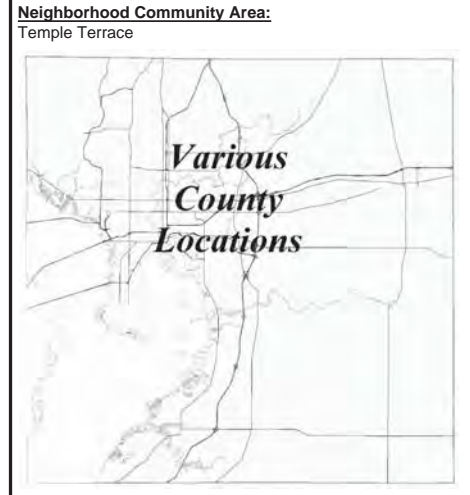 Neighborhood Community Area:
Temple Terrace
Various
County
Locations